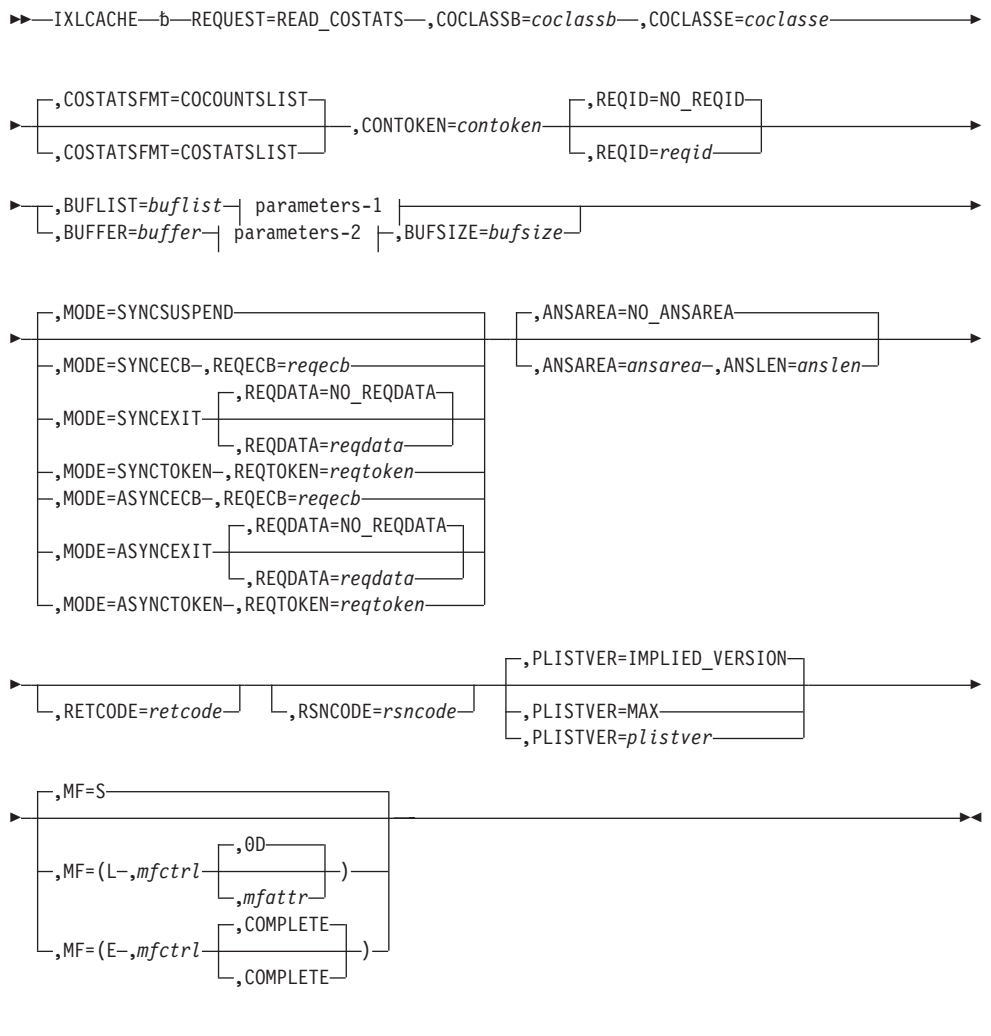 IXLCACHE ƀ REQUEST=READ_COSTATS ,COCLASSB=coclassb ,COCLASSE=coclasse
,COSTATSFMT=COCOUNTSLIST ,REQID=NO_REQID
,CONTOKEN=contoken
,COSTATSFMT=COSTATSLIST ,REQID=reqid
,BUFLIST=buflist parameters-1
,BUFFER=buffer parameters-2 ,BUFSIZE=bufsize
,MODE=SYNCSUSPEND ,ANSAREA=NO_ANSAREA
,MODE=SYNCECB ,REQECB=reqecb ,ANSAREA=ansarea ,ANSLEN=anslen
,REQDATA=NO_REQDATA
,MODE=SYNCEXIT
,REQDATA=reqdata
,MODE=SYNCTOKEN ,REQTOKEN=reqtoken
,MODE=ASYNCECB ,REQECB=reqecb
,REQDATA=NO_REQDATA
,MODE=ASYNCEXIT
,REQDATA=reqdata
,MODE=ASYNCTOKEN ,REQTOKEN=reqtoken
,PLISTVER=IMPLIED_VERSION
,RETCODE=retcode ,RSNCODE=rsncode ,PLISTVER=MAX
,PLISTVER=plistver
,MF=S
,0D
,MF=(L ,mfctrl )
,mfattr
,COMPLETE
,MF=(E ,mfctrl )
,COMPLETE